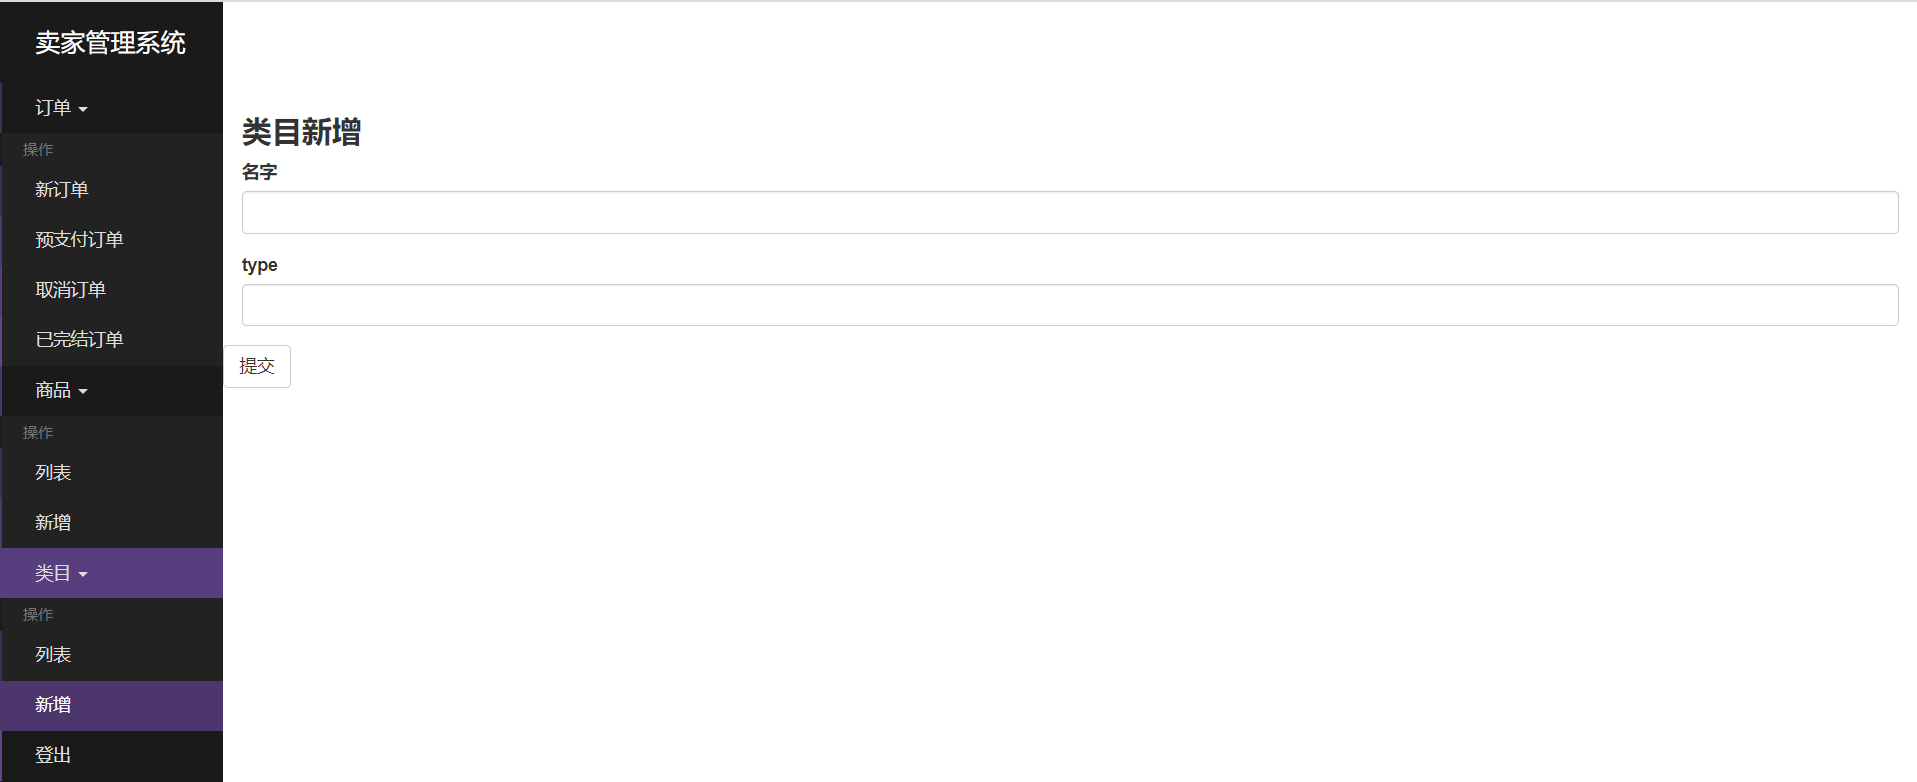 卖家管理系统
订单
操作
新订单
预支付订单
取消订单
已完结订单
商品
操作
列表
新增
类目
操作
列表
新增
登出
类目新增
名字
type
提交